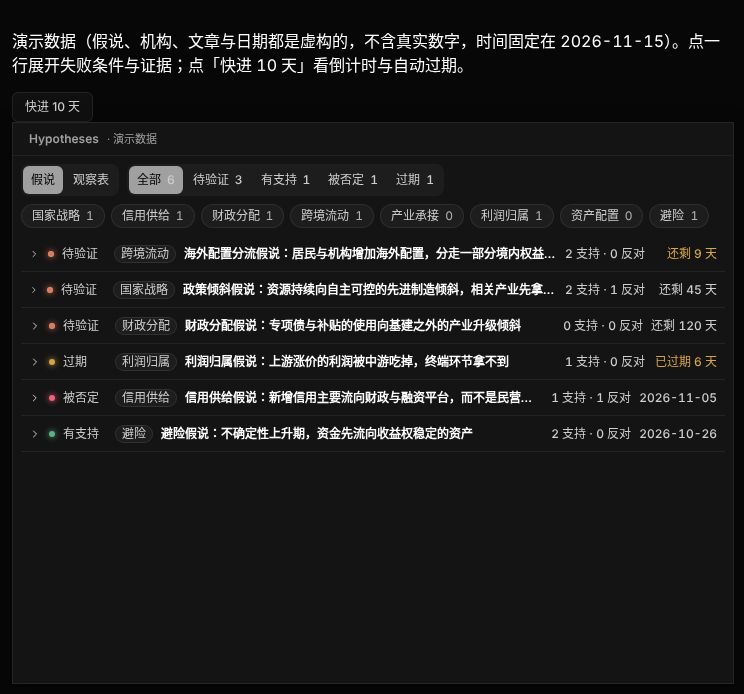 演示数据（假说、机构、文章与日期都是虚构的，不含真实数字，时间固定在 2026-11-15）。点一
行展开失败条件与证据；点「快进 10 天」看倒计时与自动过期。
快进 10 天
Hypotheses · 演示数据
假说 观察表 全部 6 待验证 3 有支持 1 被否定 1 过期 1
国家战略 1 信用供给 1 财政分配 1 跨境流动 1 产业承接 0 利润归属 1 资产配置 0 避险 1
待验证 跨境流动 海外配置分流假说：居民与机构增加海外配置，分走一部分境内权益... 2 支持 · 0 反对 还剩 9 天
待验证 国家战略 政策倾斜假说：资源持续向自主可控的先进制造倾斜，相关产业先拿... 2 支持 · 1 反对 还剩 45 天
待验证 财政分配 财政分配假说：专项债与补贴的使用向基建之外的产业升级倾斜 0 支持 · 0 反对 还剩 120 天
过期 利润归属 利润归属假说：上游涨价的利润被中游吃掉，终端环节拿不到 1 支持 · 0 反对 已过期 6 天
被否定 信用供给 信用供给假说：新增信用主要流向财政与融资平台，而不是民营... 1 支持 · 1 反对 2026-11-05
有支持 避险 避险假说：不确定性上升期，资金先流向收益权稳定的资产 2 支持 · 0 反对 2026-10-26